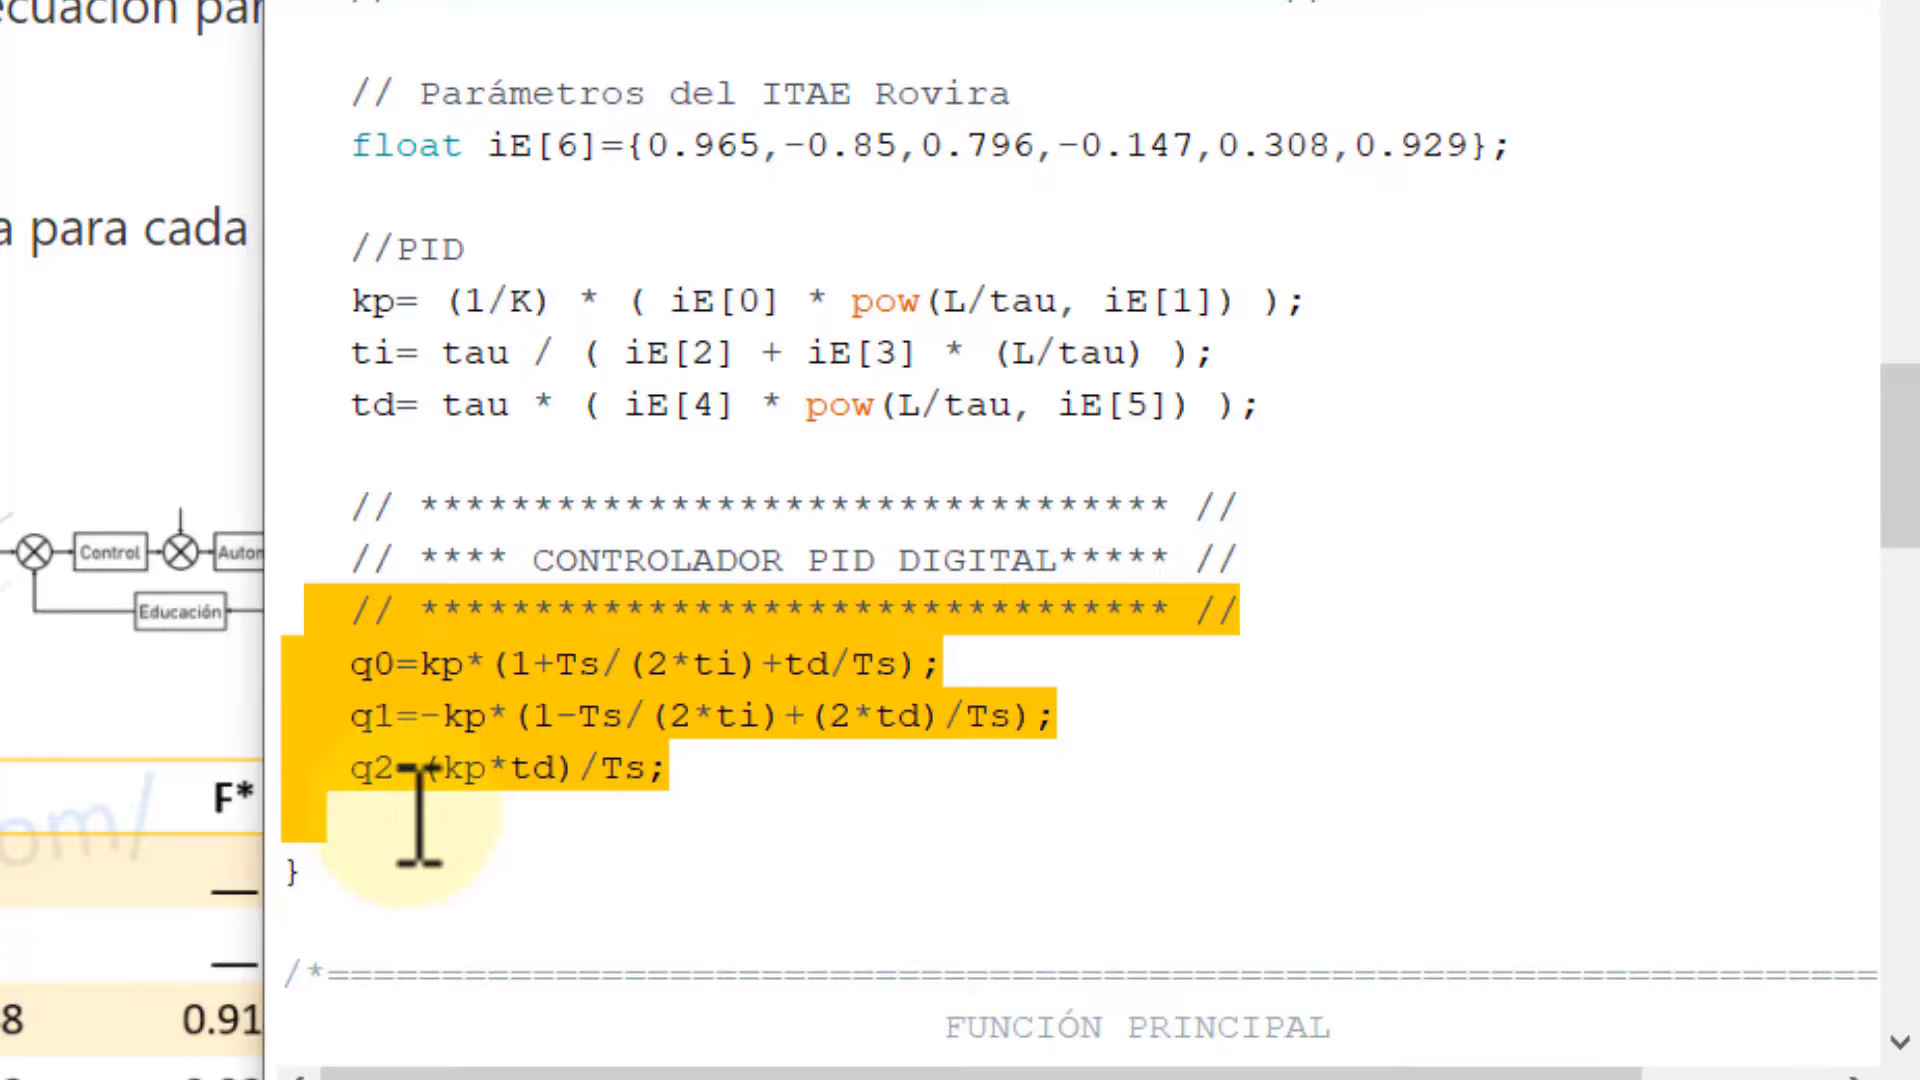 ecuación par
// Parámetros del ITAE Rovira
float iE[6]={0.965,-0.85,0.796,-0.147,0.308,0.929};
a para cada
//PID
kp= (1/K) * ( iE[0] * pow(L/tau, iE[1]) );
ti= tau / ( iE[2] + iE[3] * (L/tau) );
td= tau * ( iE[4] * pow(L/tau, iE[5]) );
// ********************************* //
// **** CONTROLADOR PID DIGITAL***** //
// ********************************* //
Control
Autom
Educación
q0=kp*(1+Ts/(2*ti)+td/Ts);
q1=-kp*(1-Ts/(2*ti)+(2*td)/Ts);
q2=(kp*td)/Ts;
F*
om/
}
—
—
/*====================================================================
8 0.91
FUNCIÓN PRINCIPAL